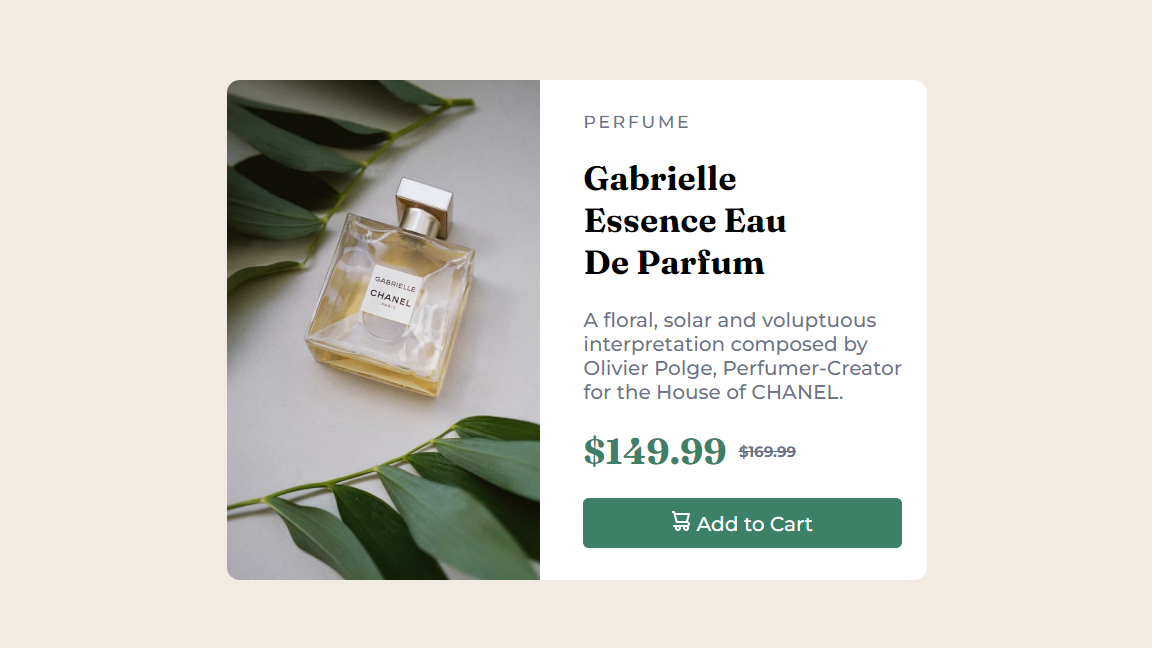 GABRIELLE
CHANEL
PARIS
PERFUME
Gabrielle
Essence Eau
De Parfum
A floral, solar and voluptuous
interpretation composed by
Olivier Polge, Perfumer-Creator
for the House of CHANEL.
$149.99 $169.99
Add to Cart